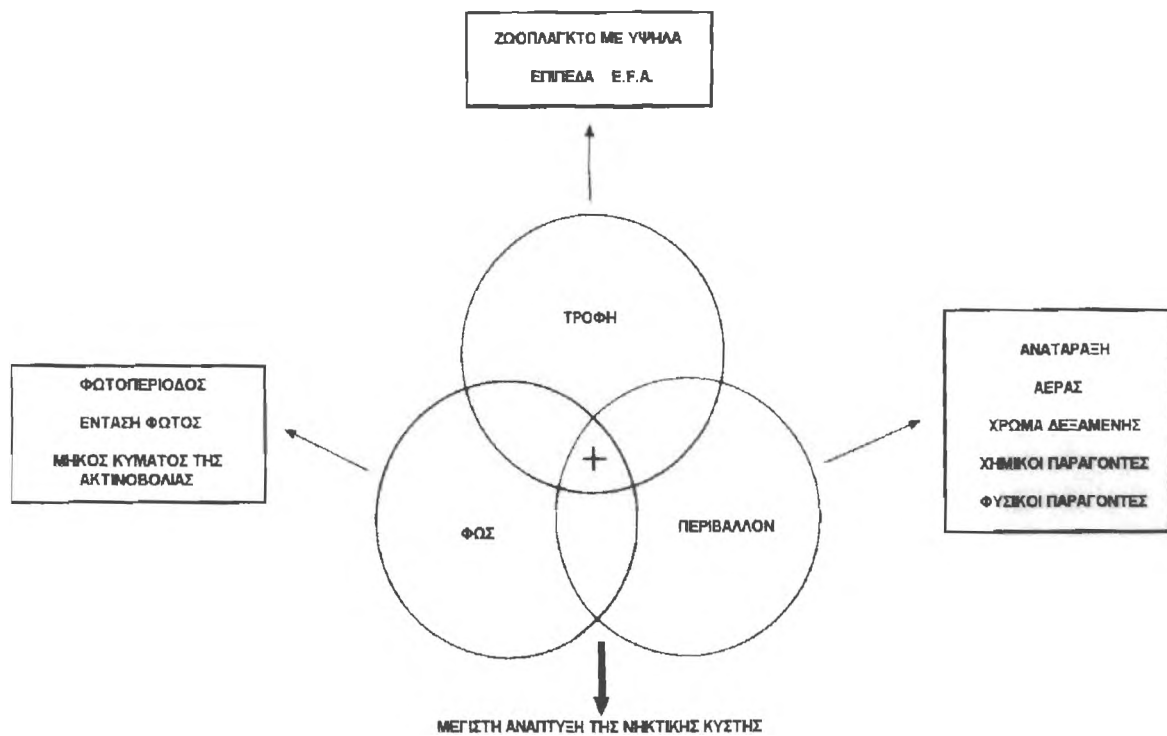 ΖΩΟΠΛΑΓΚΤΟ ΜΕ ΥΨΗΛΑ
ΕΠΙΠΕΔΑ E.F.A.
ΤΡΟΦΗ
ΦΩΤΟΠΕΡΙΟΔΟΣ
ΕΝΤΑΣΗ ΦΩΤΟΣ
ΜΗΚΟΣ ΚΥΜΑΤΟΣ ΤΗΣ
ΑΚΤΙΝΟΒΟΛΙΑΣ
ΑΝΑΤΑΡΑΞΗ
ΑΕΡΑΣ
ΧΡΩΜΑ ΔΕΞΑΜΕΝΗΣ
ΧΗΜΙΚΟΙ ΠΑΡΑΓΟΝΤΕΣ
ΦΥΣΙΚΟΙ ΠΑΡΑΓΟΝΤΕΣ
+
ΦΩΣ
ΠΕΡΙΒΑΛΛΟΝ
ΜΕΓΙΣΤΗ ΑΝΑΠΤΥΞΗ ΤΗΣ ΝΗΚΤΙΚΗΣ ΚΥΣΤΗΣ